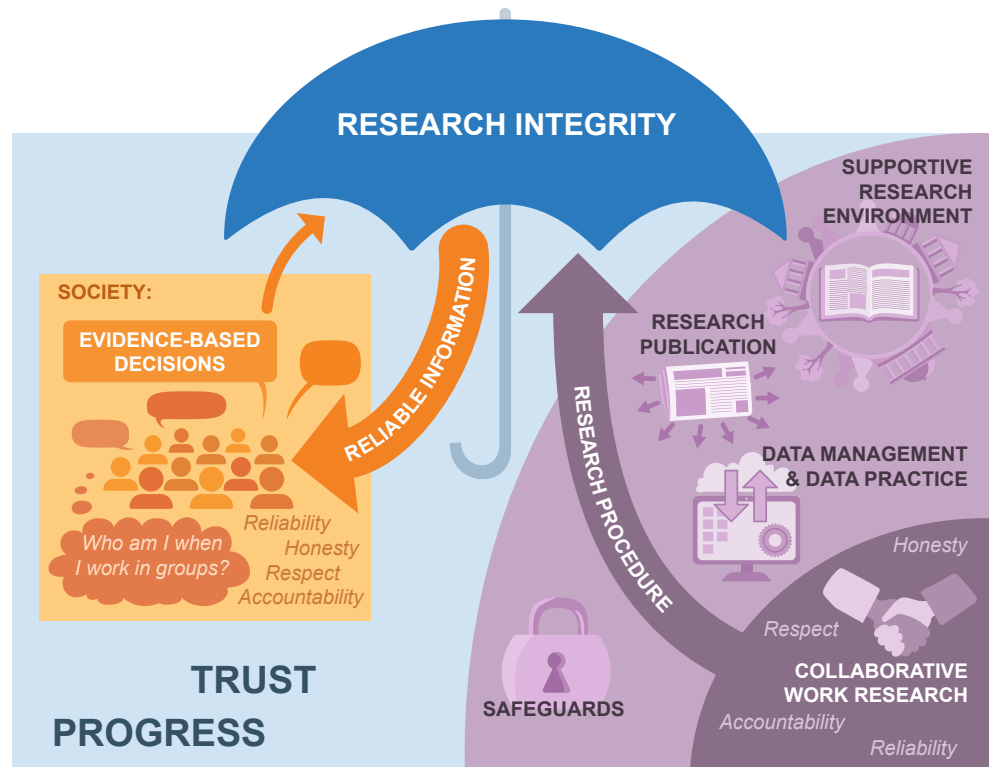 RESEARCH INTEGRITY
SUPPORTIVE
RESEARCH
ENVIRONMENT
SOCIETY:
EVIDENCE-BASED
DECISIONS
RELIABLE INFORMATION
RESEARCH
PUBLICATION
RESEARCH PROCEDURE
DATA MANAGEMENT
& DATA PRACTICE
Who am I when
I work in groups?
Reliability
Honesty
Respect
Accountability
Honesty
Respect
COLLABORATIVE
WORK RESEARCH
Accountability
Reliability
SAFEGUARDS
TRUST
PROGRESS